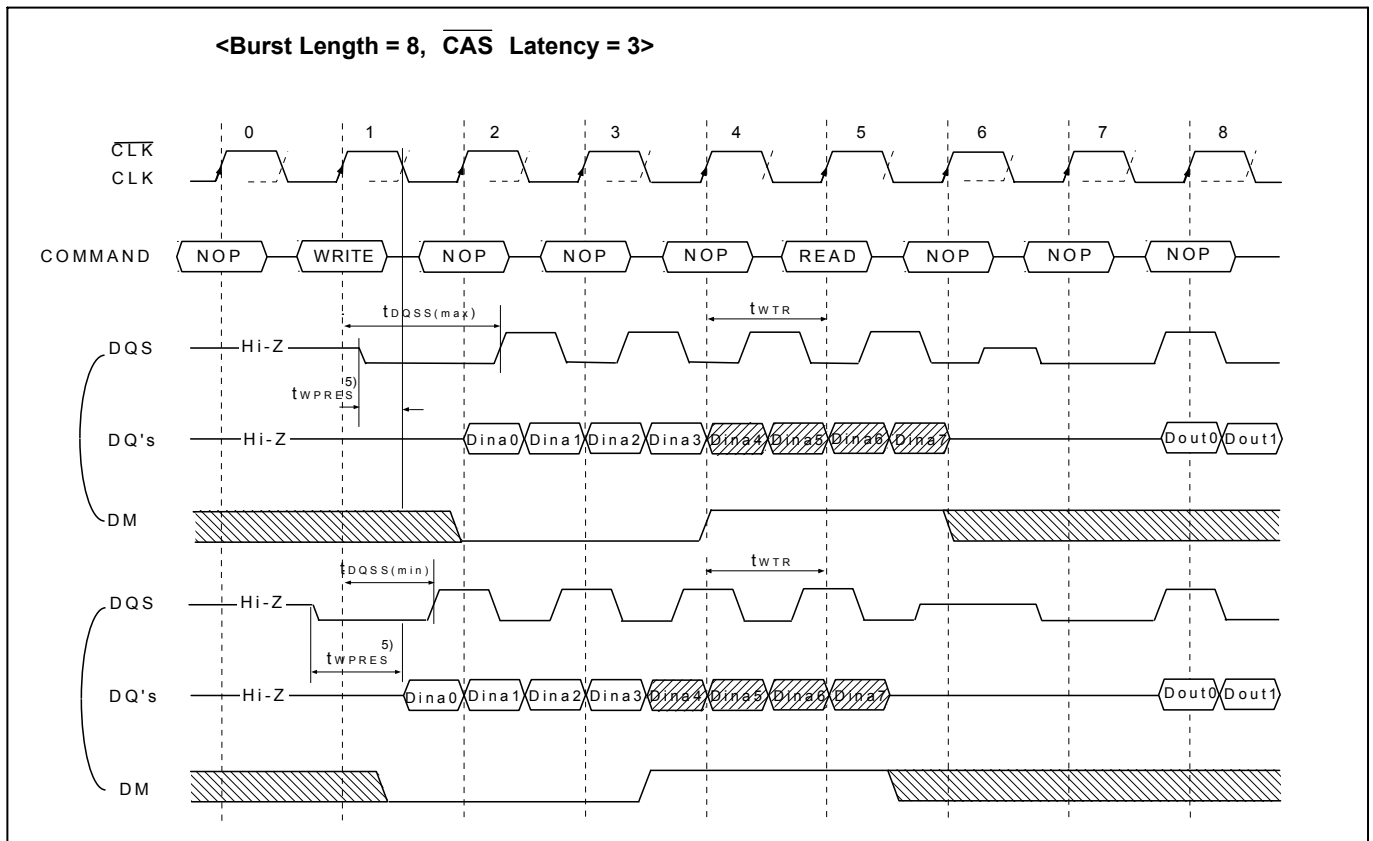 <Burst Length = 8, CAS Latency = 3>
0 1 2 3 4 5 6 7 8
CLK
CLK
COMMAND NOP WRITE NOP NOP NOP READ NOP NOP NOP
tDQSS(max) tWTR
DQS Hi-Z
tWPRES 5)
DQ's Hi-Z Dina0 Dina1 Dina2 Dina3 Dina4 Dina5 Dina6 Dina7 Dout0 Dout1
DM
tDQSS(min) tWTR
DQS Hi-Z
tWPRES 5)
DQ's Hi-Z Dina0 Dina1 Dina2 Dina3 Dina4 Dina5 DIna6 Dina7 Dout0 Dout1
DM